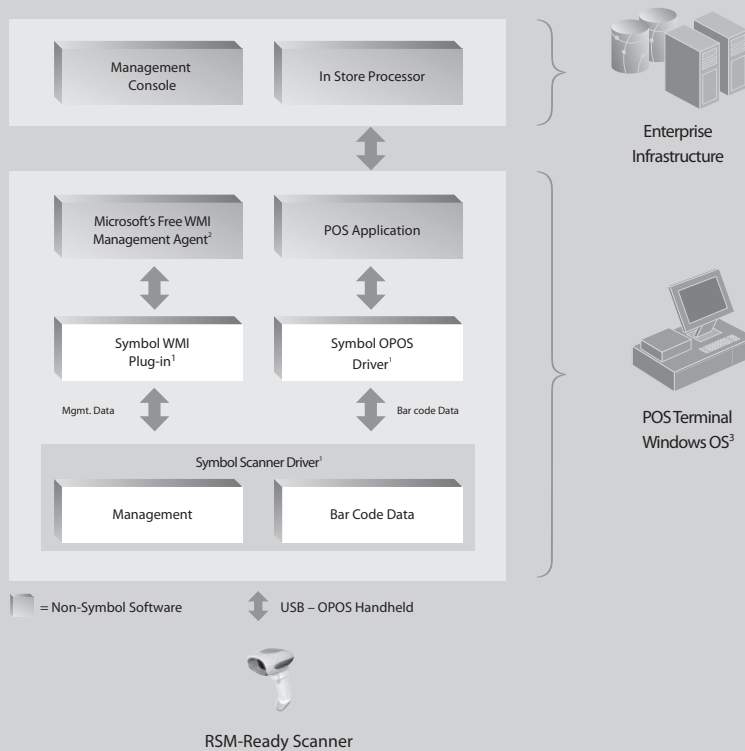 Management
Console
In Store Processor
Enterprise
Infrastructure
Microsoft's Free WMI
Management Agent²
POS Application
Symbol WMI
Plug-in¹
Symbol OPOS
Driver¹
Mgmt. Data
Bar code Data
POS Terminal
Windows OS³
Symbol Scanner Driver¹
Management
Bar Code Data
= Non-Symbol Software
USB – OPOS Handheld
RSM-Ready Scanner